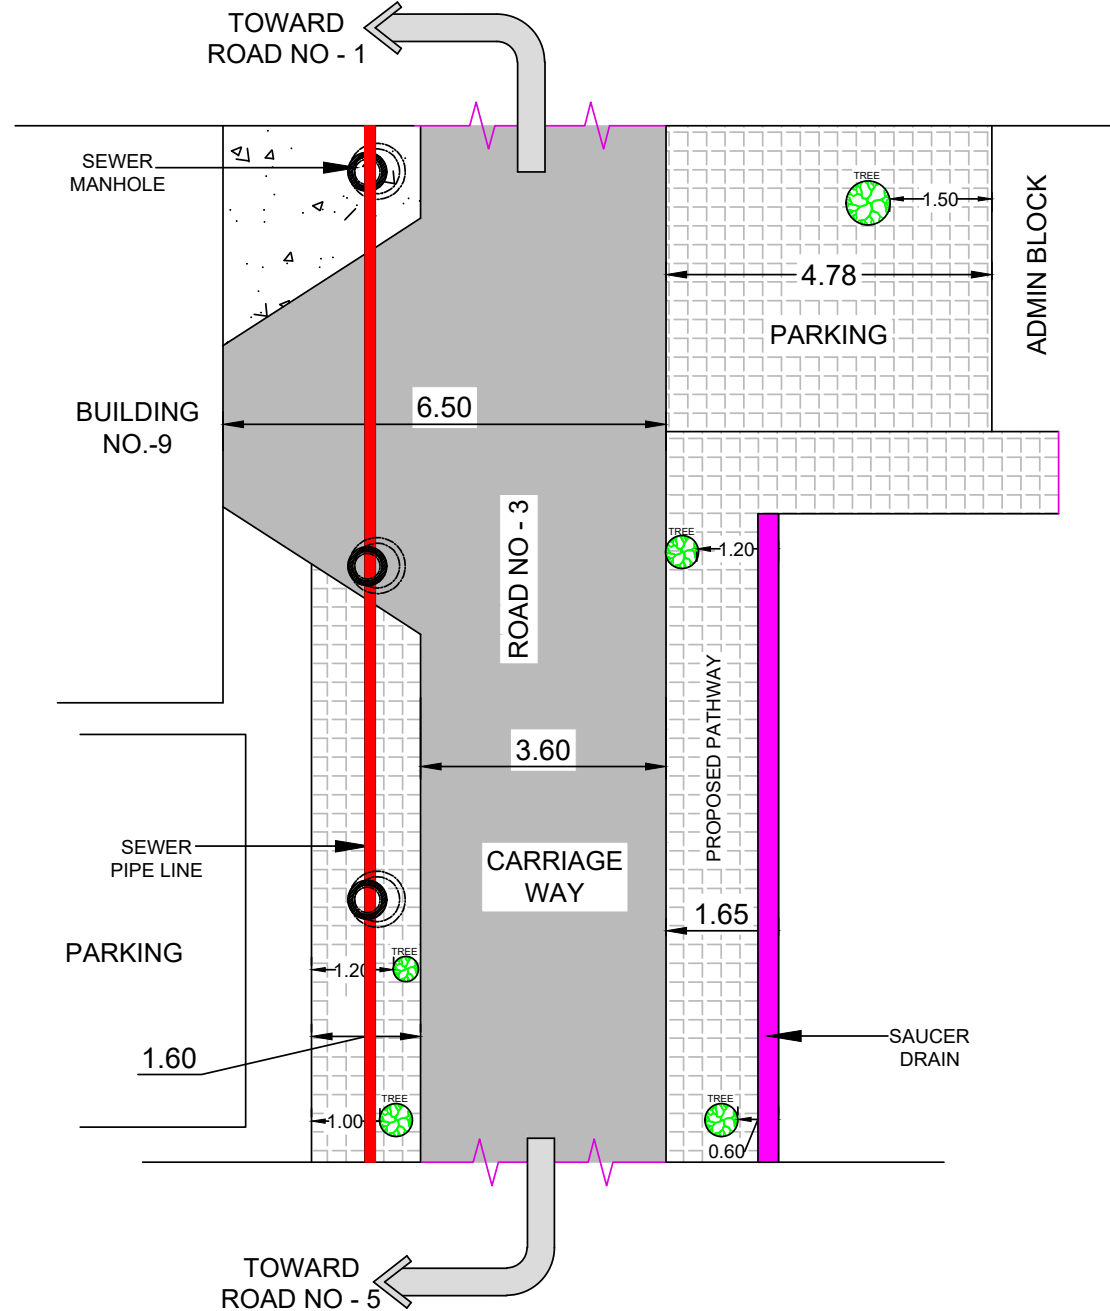 TOWARD
ROAD NO - 1
SEWER
MANHOLE
TREE
1.50
ADMIN BLOCK
4.78
PARKING
6.50
BUILDING
NO.-9
ROAD NO - 3
TREE
1.20
PROPOSED PATHWAY
3.60
SEWER
PIPE LINE
CARRIAGE
WAY
1.65
PARKING
TREE
1.20
SAUCER
DRAIN
1.60
TREE
1.00
TREE
0.60
TOWARD
ROAD NO - 5